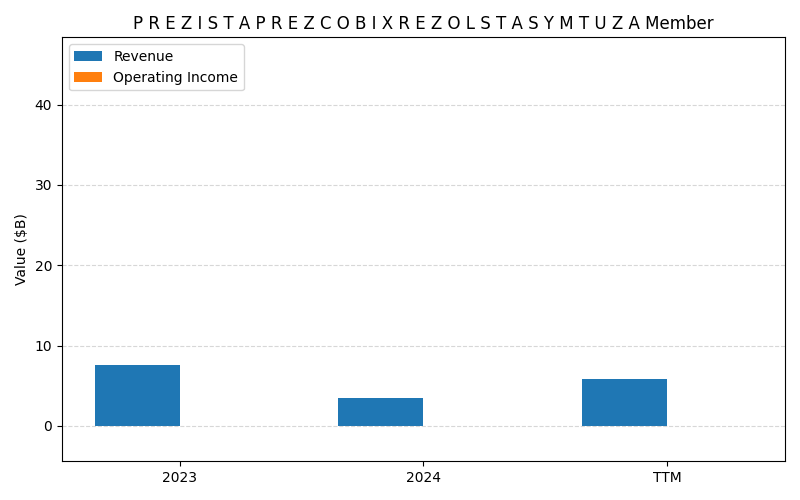 P R E Z I S T A P R E Z C O B I X R E Z O L S T A S Y M T U Z A Member
Revenue
Operating Income
Value ($B)
40
30
20
10
0
2023
2024
TTM